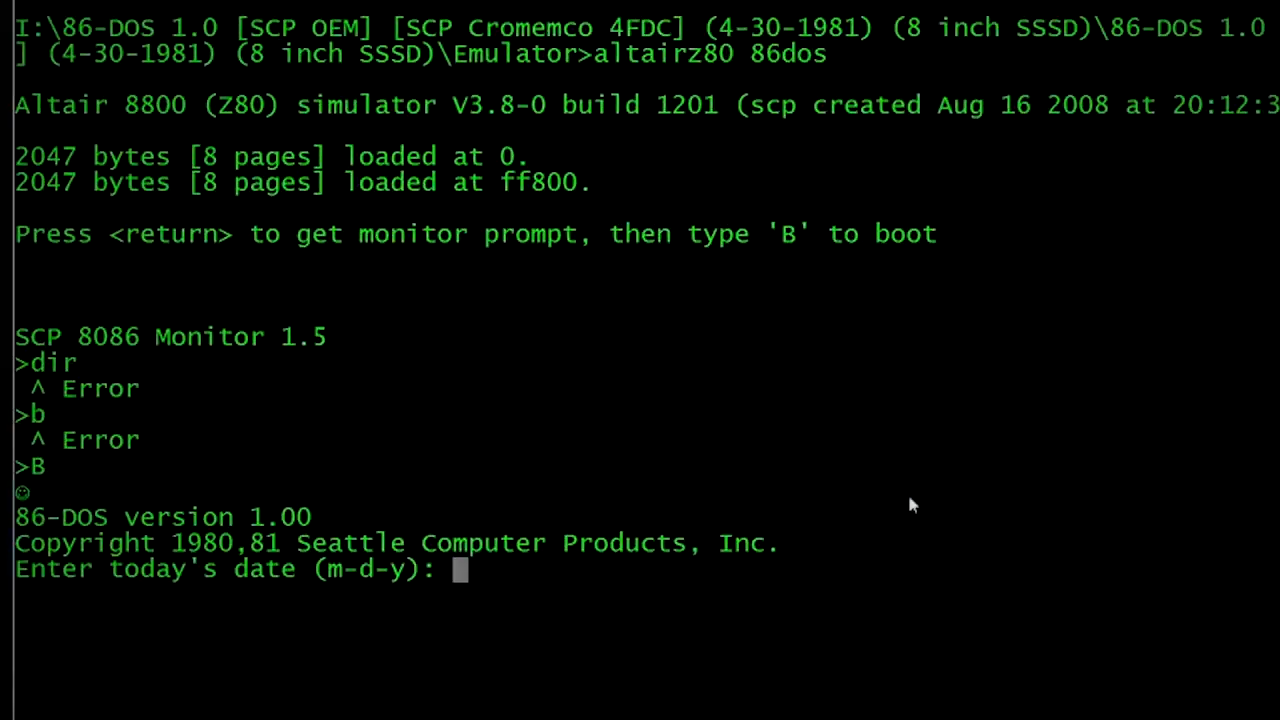 I:\86-DOS 1.0 [SCP OEM] [SCP Cromemco 4FDC] (4-30-1981) (8 inch SSSD)\86-DOS 1.0
] (4-30-1981) (8 inch SSSD)\Emulator>altairz80 86dos
Altair 8800 (Z80) simulator V3.8-0 build 1201 (scp created Aug 16 2008 at 20:12:3
2047 bytes [8 pages] loaded at 0.
2047 bytes [8 pages] loaded at ff800.
Press <return> to get monitor prompt, then type 'B' to boot
SCP 8086 Monitor 1.5
>dir
^ Error
>b
^ Error
>B
☺
86-DOS version 1.00
Copyright 1980,81 Seattle Computer Products, Inc.
Enter today's date (m-d-y):